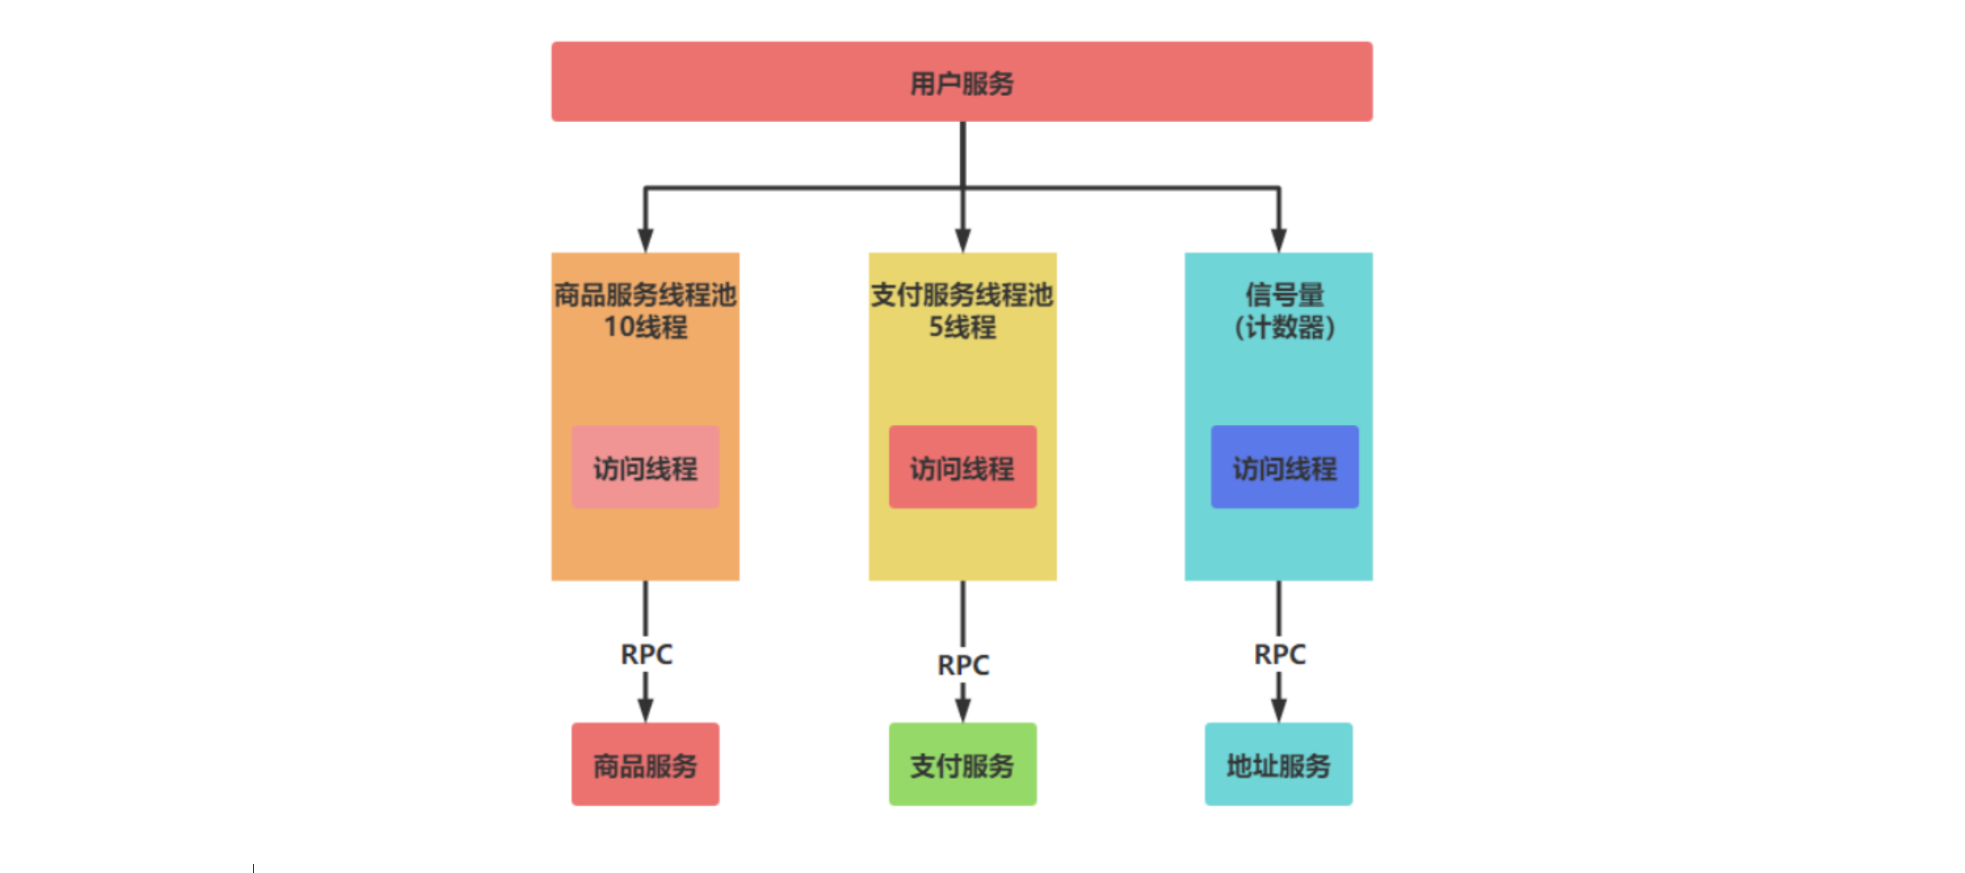 用户服务
商品服务线程池
10线程
支付服务线程池
5线程
信号量
(计数器)
访问线程
访问线程
访问线程
RPC
RPC
RPC
商品服务
支付服务
地址服务